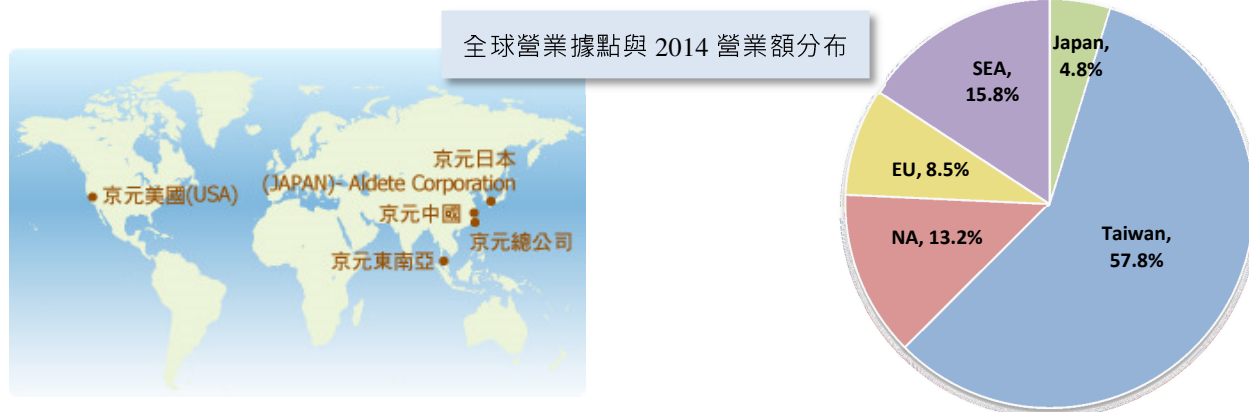 全球營業據點與 2014 營業額分布
京元日本
(JAPAN)- Aldete Corporation
京元美國(USA)
京元中國
京元總公司
京元東南亞
Japan,
4.8%
SEA,
15.8%
EU, 8.5%
NA, 13.2%
Taiwan,
57.8%